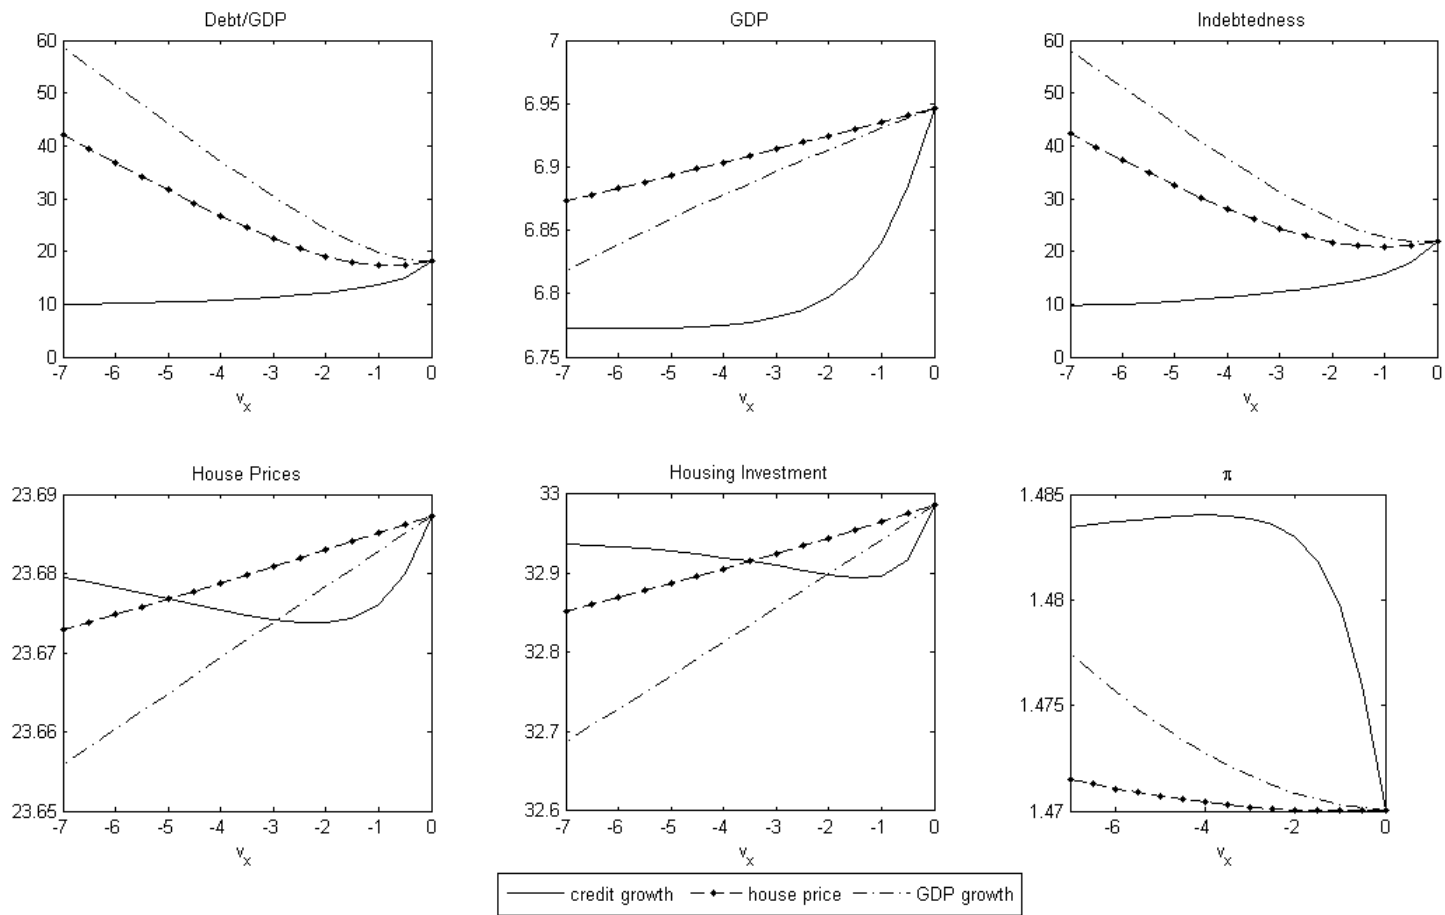 Debt/GDP
60
50
40
30
20
10
0
-7 -6 -5 -4 -3 -2 -1 0
v_x
GDP
7
6.95
6.9
6.85
6.8
6.75
-7 -6 -5 -4 -3 -2 -1 0
v_x
Indebtedness
60
50
40
30
20
10
0
-7 -6 -5 -4 -3 -2 -1 0
v_x
House Prices
23.69
23.68
23.67
23.66
23.65
-7 -6 -5 -4 -3 -2 -1 0
v_x
Housing Investment
33
32.9
32.8
32.7
32.6
-7 -6 -5 -4 -3 -2 -1 0
v_x
π
1.485
1.48
1.475
1.47
-6 -4 -2 0
v_x
credit growth house price GDP growth